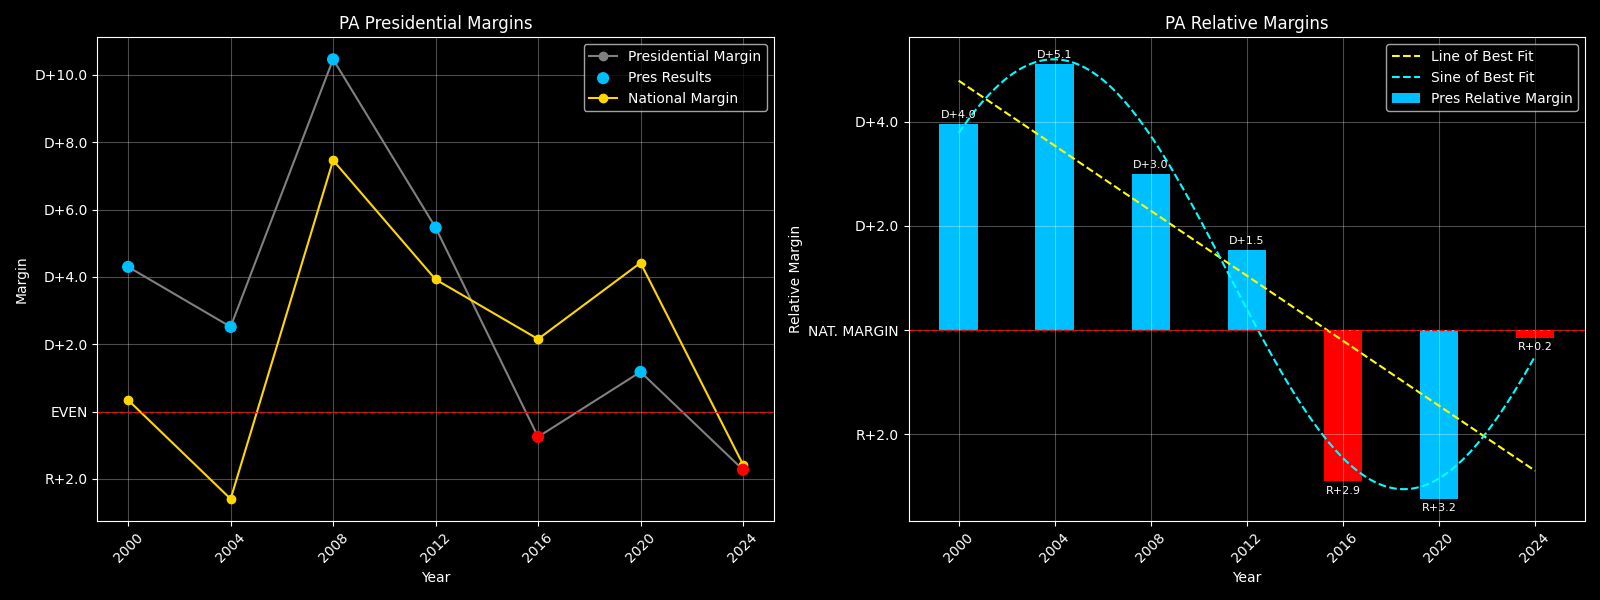 PA Presidential Margins
Presidential Margin
Pres Results
National Margin
Margin
D+10.0
D+8.0
D+6.0
D+4.0
D+2.0
EVEN
R+2.0
2000
2004
2008
2012
2016
2020
2024
Year
PA Relative Margins
Line of Best Fit
Sine of Best Fit
Pres Relative Margin
Relative Margin
D+4.0
D+2.0
NAT. MARGIN
R+2.0
D+4.0
D+5.1
D+3.0
D+1.5
R+2.9
R+3.2
R+0.2
2000
2004
2008
2012
2016
2020
2024
Year